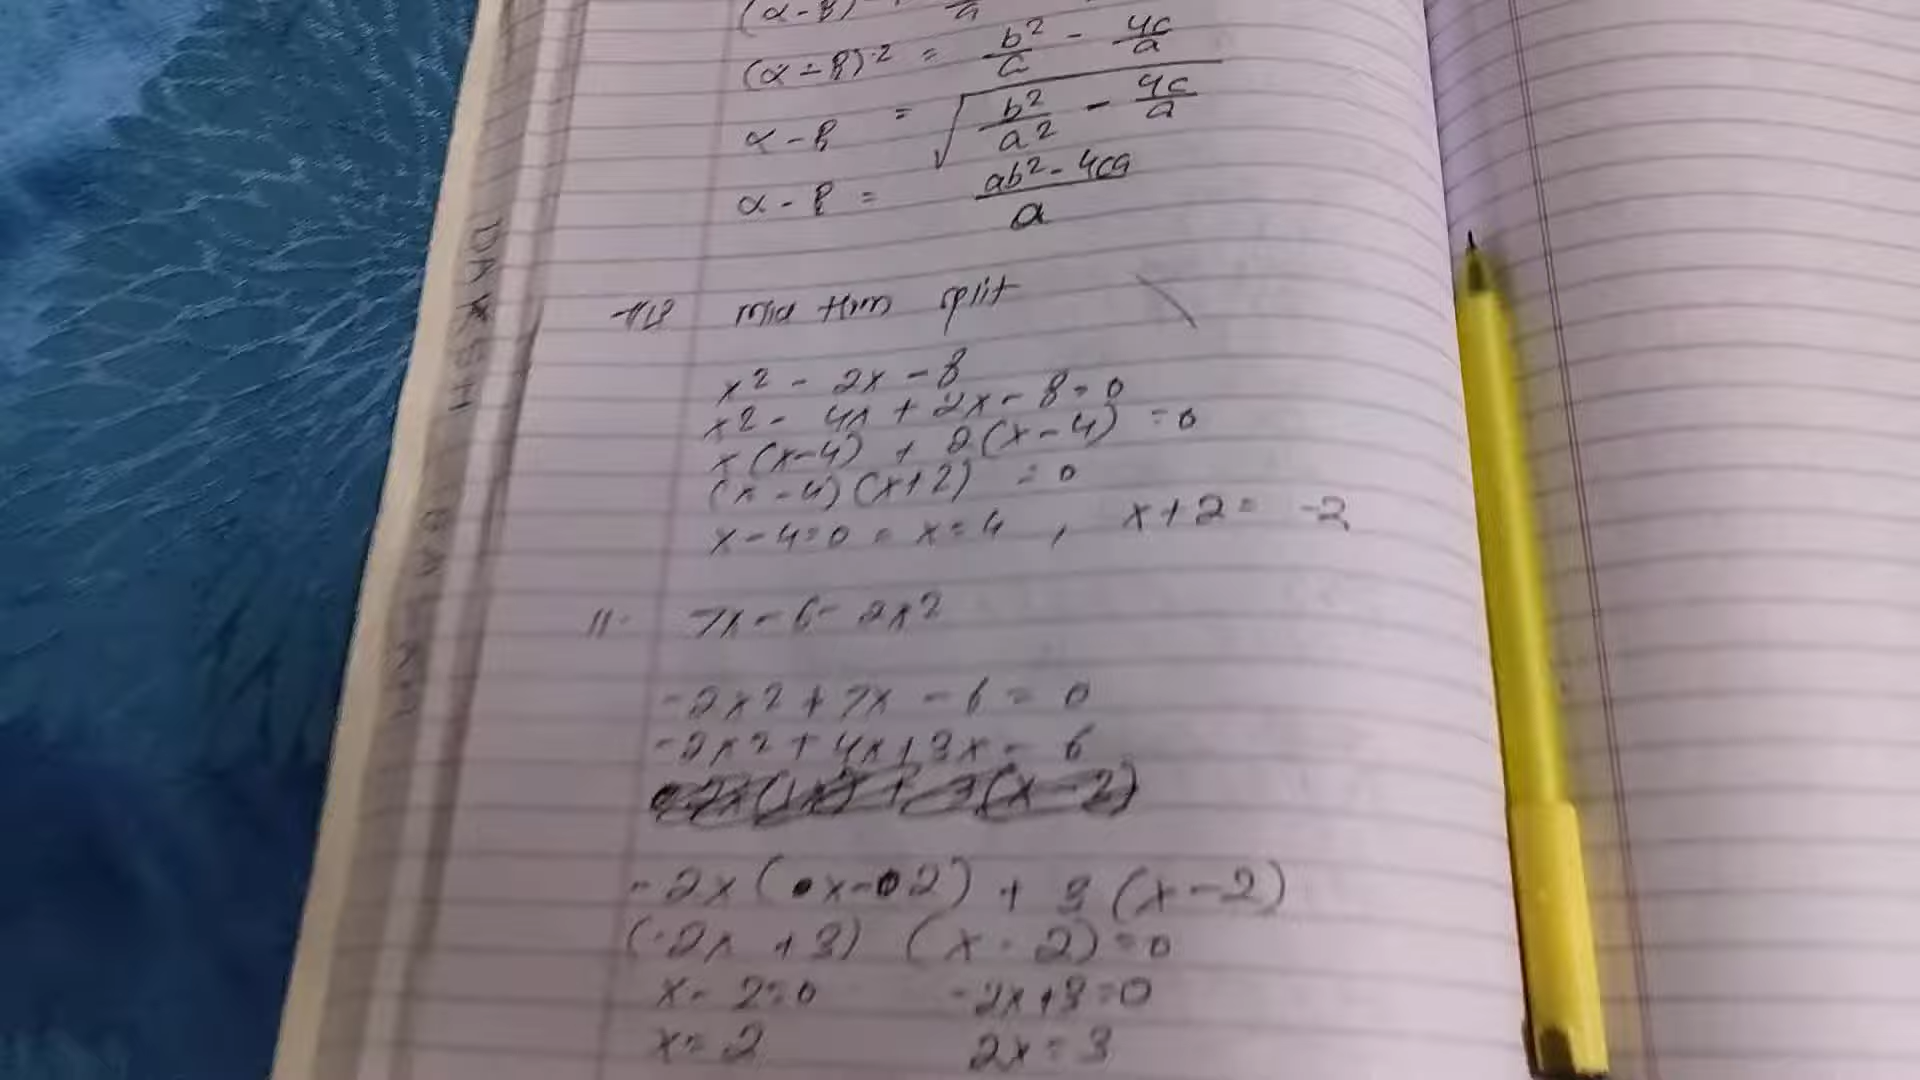 (α-β)
(α-β)² = b²/a - 4c/a
α-β = √(b²/a² - 4c/a)
α-β = ab²-4ca/a
split
x² - 2x - 8
x² - 4x + 2x - 8 = 0
x(x-4) + 2(x-4) = 0
(x-4)(x+2) = 0
x-4=0 = x=4 , x+2 = -2
11. 7x-6-2x²
-2x² + 7x - 6 = 0
-2x² + 4x + 3x - 6
-2x(x-2) + 3(x-2)
(-2x+3) (x-2)=0
x-2=0 -2x+3=0
x=2 2x=3
DAKSH